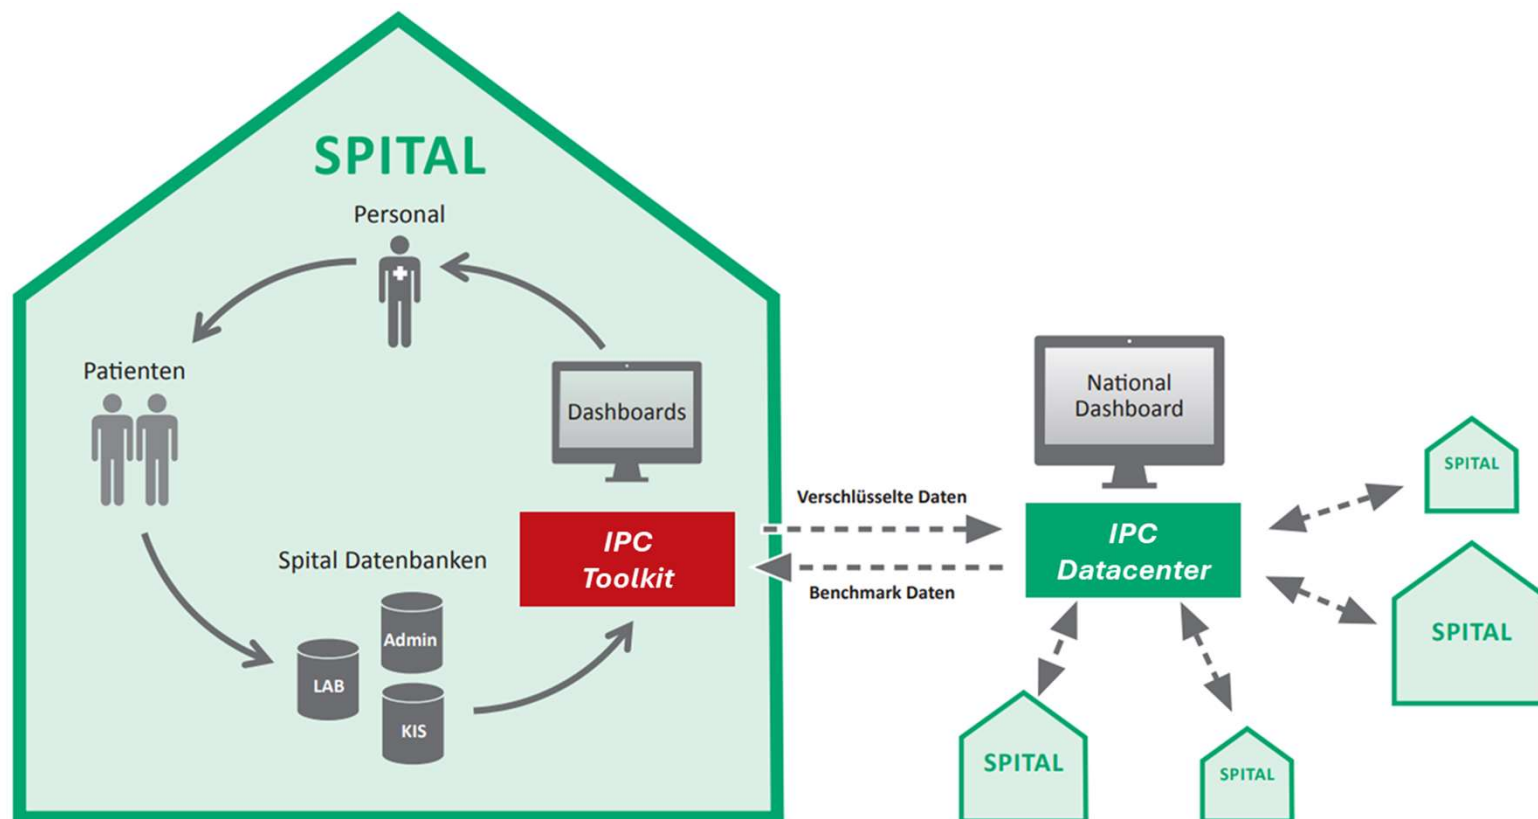 SPITAL
Personal
Patienten
Dashboards
Spital Datenbanken
Admin
LAB
KIS
IPC
Toolkit
Verschlüsselte Daten
Benchmark Daten
National
Dashboard
IPC
Datacenter
SPITAL
SPITAL
SPITAL
SPITAL